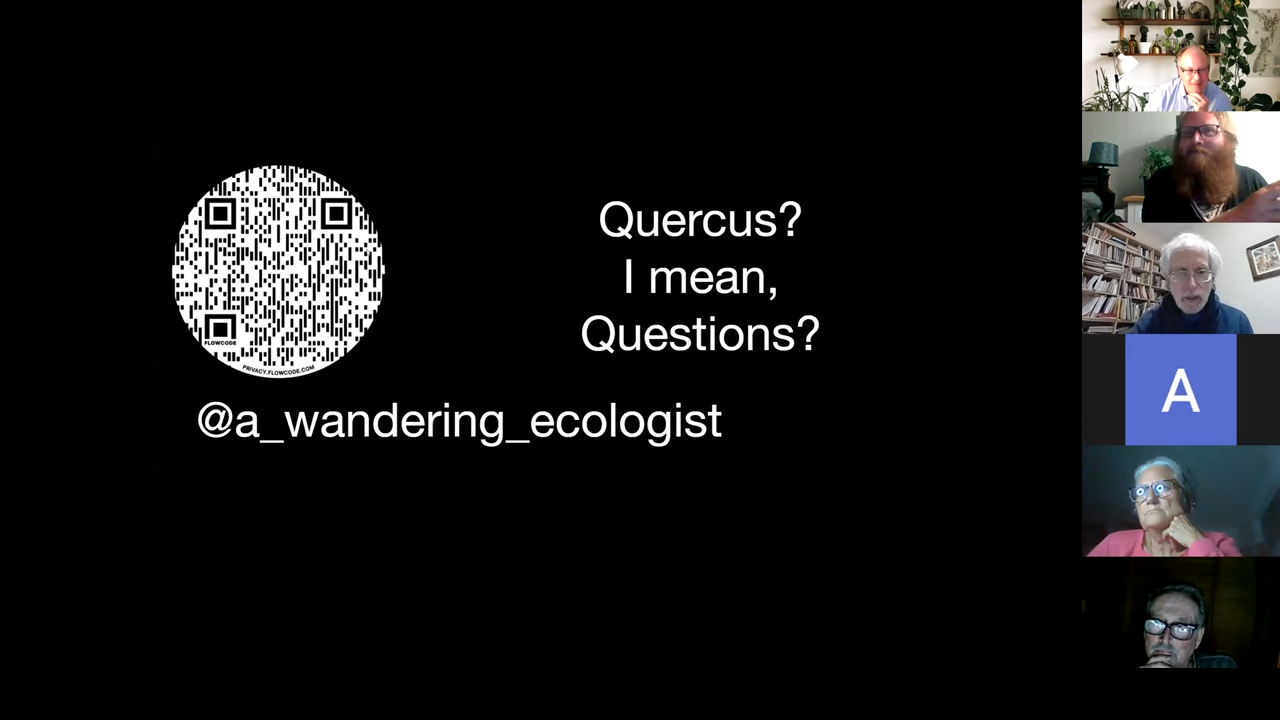 Quercus?
I mean,
Questions?
FLOWCODE
PRIVACY.FLOWCODE.COM
@a_wandering_ecologist
A